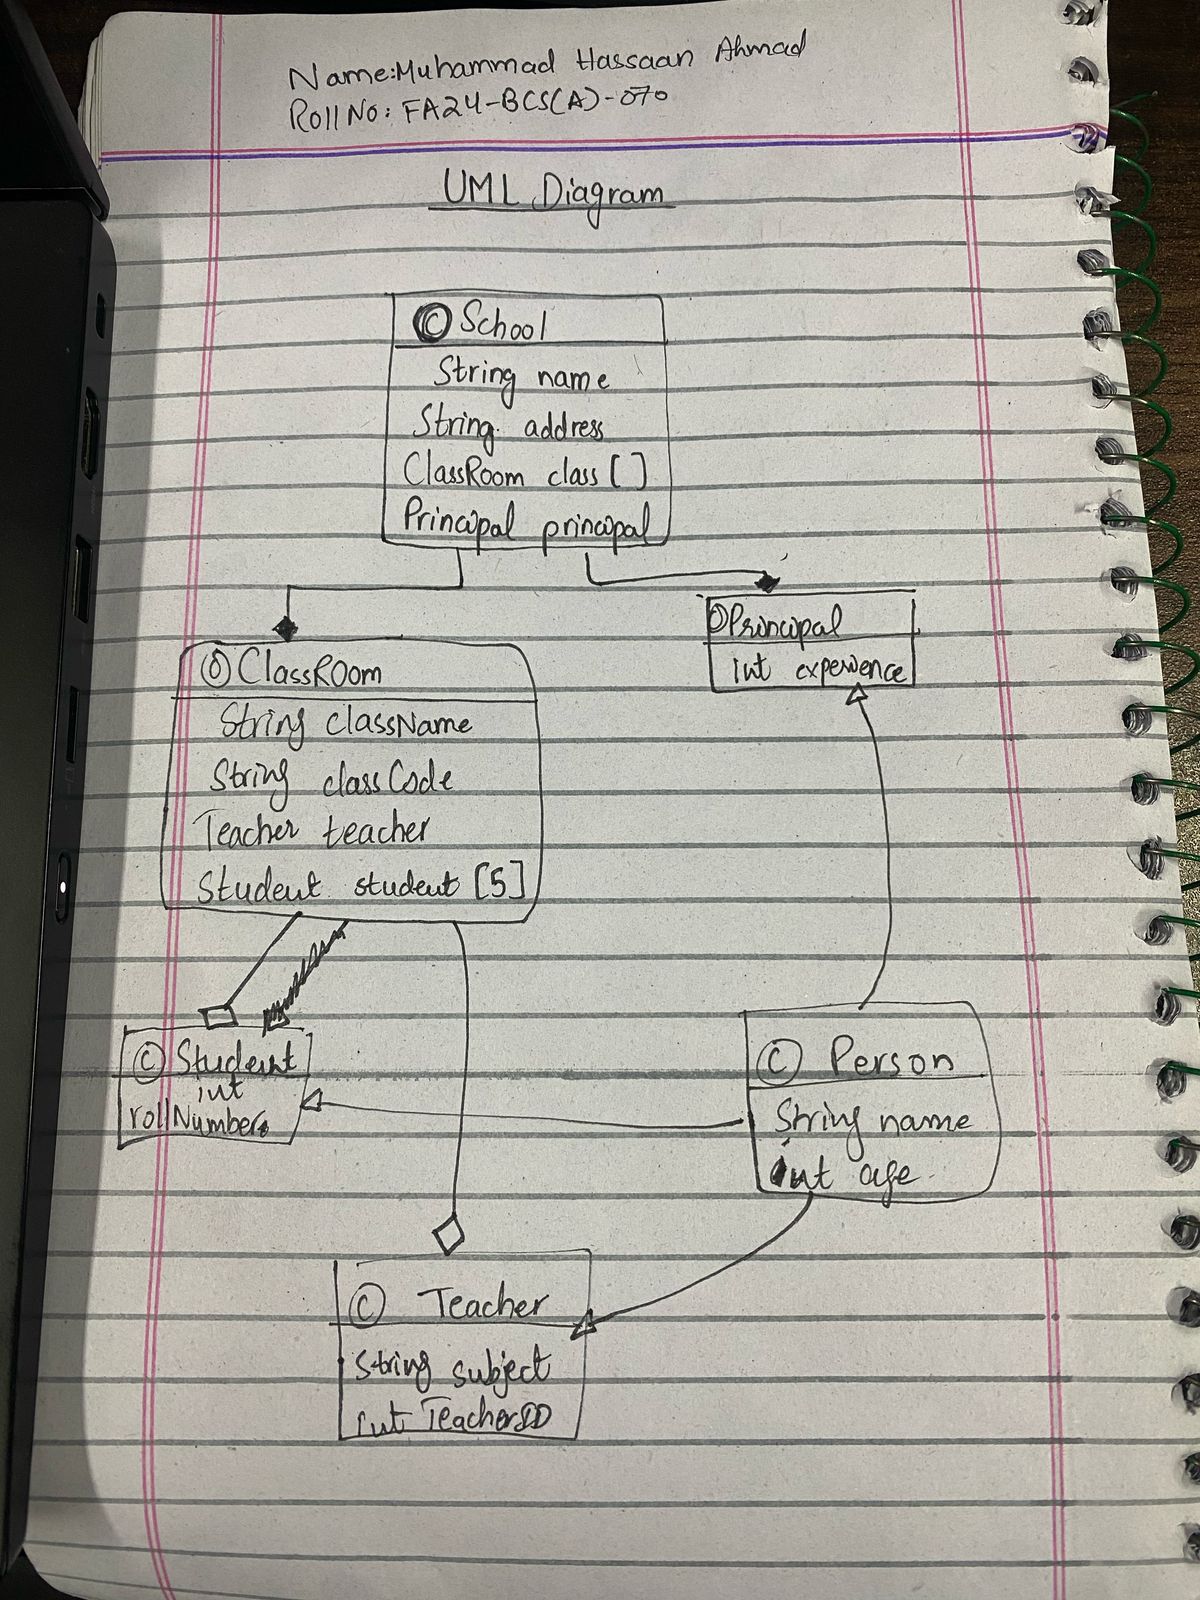 Name:Muhammad Hassaan Ahmad
Roll No: FA24-BCS(A)-070
UML Diagram
C School
String name
String address
ClassRoom class [ ]
Principal principal
Principal
int experience
ClassRoom
String className
String classCode
Teacher teacher
Student student [5]
C Student
int
rollNumber
C Person
String name
int age
C Teacher
String subject
int TeacherID